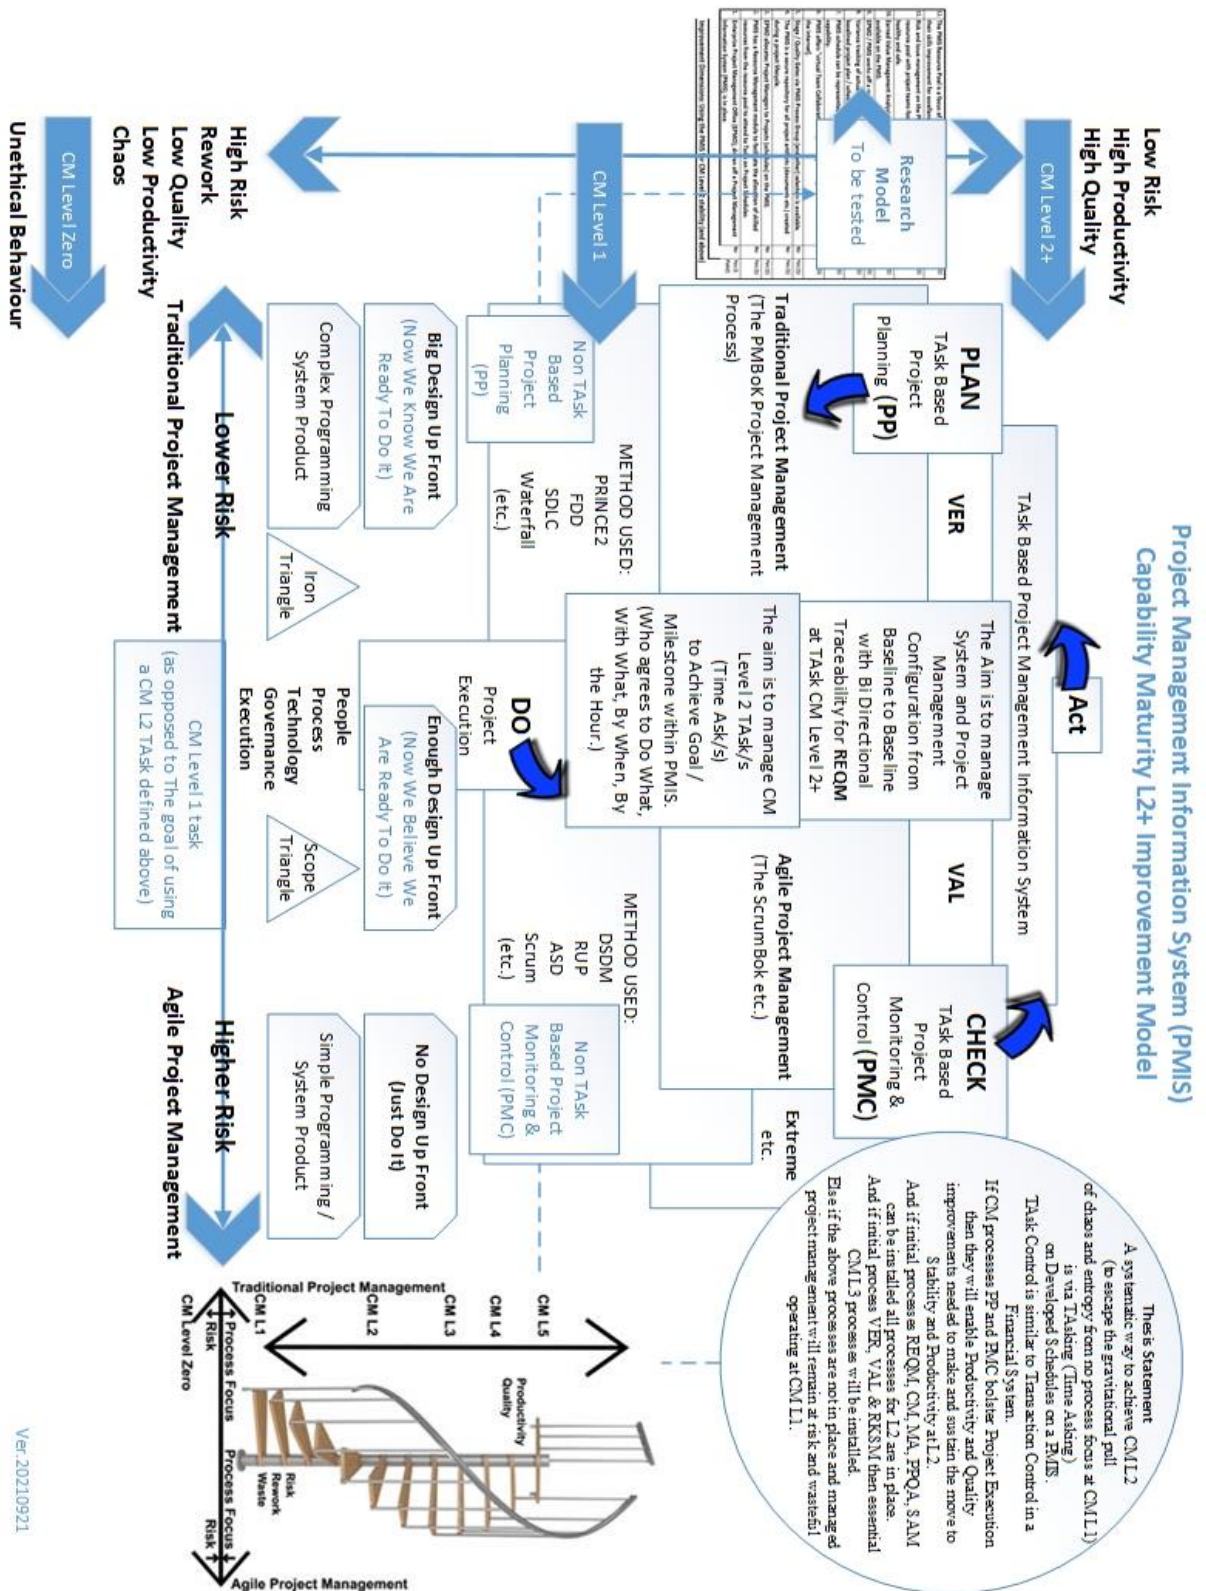 Project Management Information System (PMIS)
Capability Maturity L2+ Improvement Model
Low Risk
High Productivity
High Quality
CM Level 2+
Research
Model
To be tested
CM Level 1
High Risk
Rework
Low Quality
Low Productivity
Chaos
CM Level Zero
Unethical Behaviour
Act
TAsk Based Project Management Information System
PLAN
TAsk Based
Project
Planning (PP)
VER
The Aim is to manage
System and Project
Management
Configuration from
Baseline to Baseline
with Bi Directional
Traceability for REQM
at TAsk CM Level 2+
VAL
CHECK
TAsk Based
Project
Monitoring &
Control (PMC)
Traditional Project Management
(The PMBoK Project Management
Process)
The aim is to manage CM
Level 2 TAsk/s
(Time Ask/s)
to Achieve Goal /
Milestone within PMIS.
(Who agrees to Do What,
With What, By When, By
the Hour.)
Agile Project Management
(The ScrumBok etc.)
Extreme
etc.
METHOD USED:
PRINCE2
FDD
SDLC
Waterfall
(etc.)
Non TAsk
Based
Project
Planning
(PP)
DO
Project
Execution
METHOD USED:
DSDM
RUP
ASD
Scrum
(etc.)
Non TAsk
Based Project
Monitoring &
Control (PMC)
Big Design Up Front
(Now We Know We Are
Ready To Do It)
Enough Design Up Front
(Now We Believe We
Are Ready To Do It)
No Design Up Front
(Just Do It)
Complex Programming
System Product
Iron
Triangle
People
Process
Technology
Governance
Execution
Scope
Triangle
Simple Programming /
System Product
Lower Risk
Higher Risk
Traditional Project Management
CM Level 1 task
(as opposed to The goal of using
a CM L2 TAsk defined above)
Agile Project Management
Thesis Statement
A systematic way to achieve CM L2
(to escape the gravitational pull
of chaos and entropy from no process focus at CM L1)
is via TAsking (Time Asking)
on Developed Schedules on a PMIS.
TAsk Control is similar to Transaction Control in a
Financial System.
If CM processes PP and PMC bolster Project Execution
then they will enable Productivity and Quality
improvements needed to make and sustain the move to
Stability and Productivity at L2.
And if initial processes REQM, CM, MA, PPQA, SAM
can be installed all processes for L2 are in place.
And if initial process VER, VAL & RKSM then essential
CM L3 processes will be installed.
Else if the above processes are not in place and managed
project management will remain at risk and wasteful
operating at CM L1.
CM L5
CM L4
CM L3
CM L2
CM L1
CM Level Zero
Productivity
Quality
Risk
Rework
Waste
Traditional Project Management
Process Focus
Risk
Process Focus
Risk
Agile Project Management
Ver.20210921